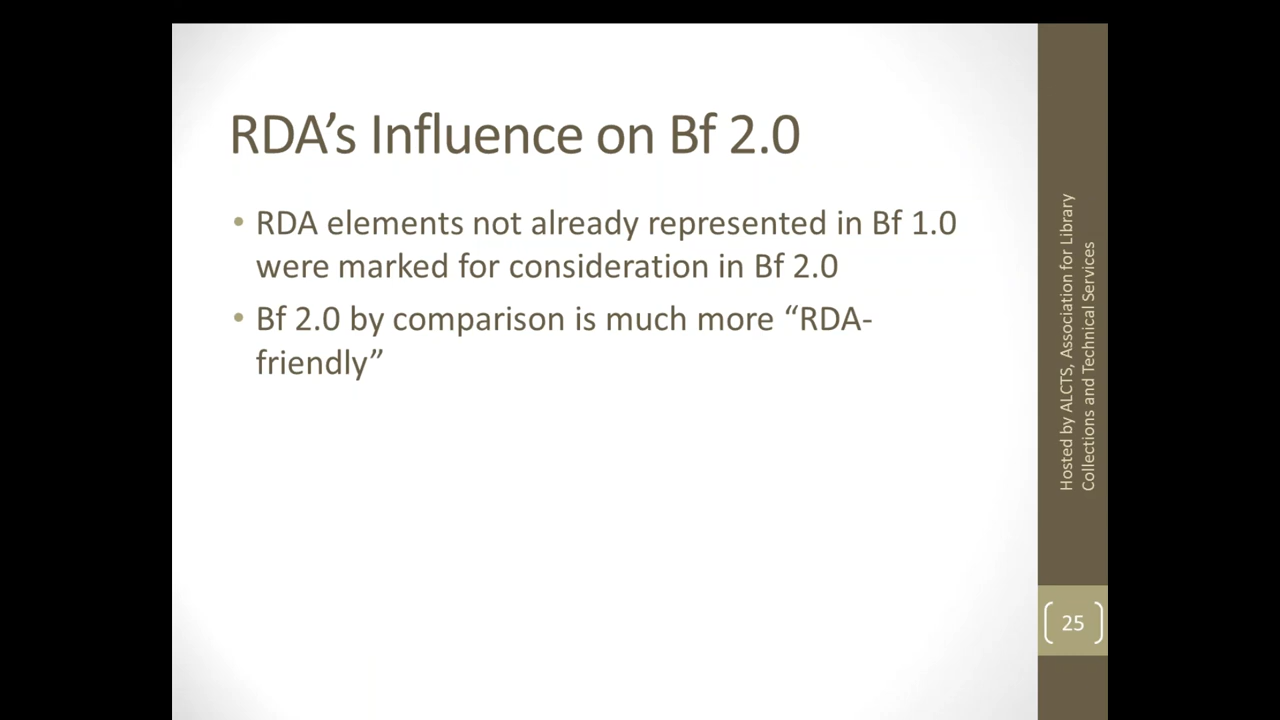 RDA's Influence on Bf 2.0
• RDA elements not already represented in Bf 1.0
were marked for consideration in Bf 2.0
• Bf 2.0 by comparison is much more “RDA-
friendly”
Hosted by ALCTS, Association for Library
Collections and Technical Services
25